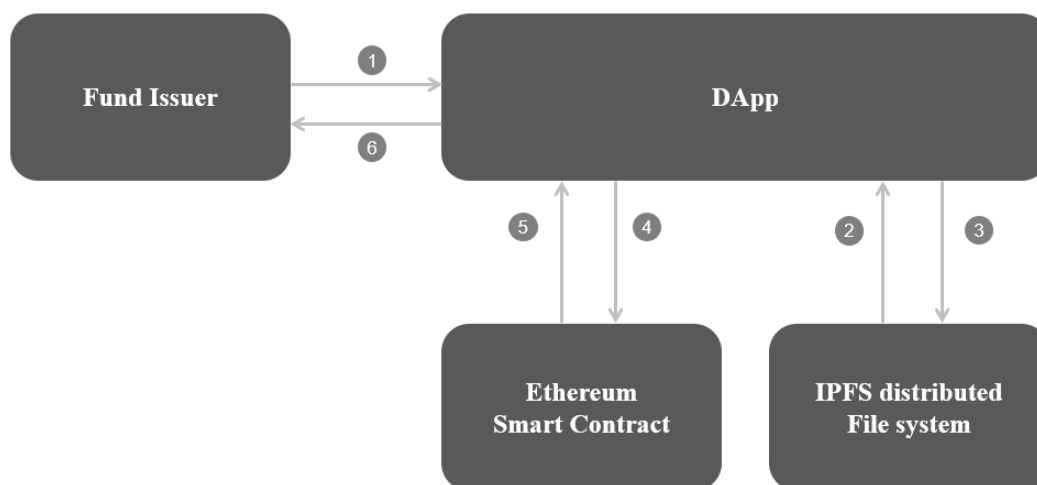 1
Fund Issuer
DApp
6
5
4
2
3
Ethereum
Smart Contract
IPFS distributed
File system